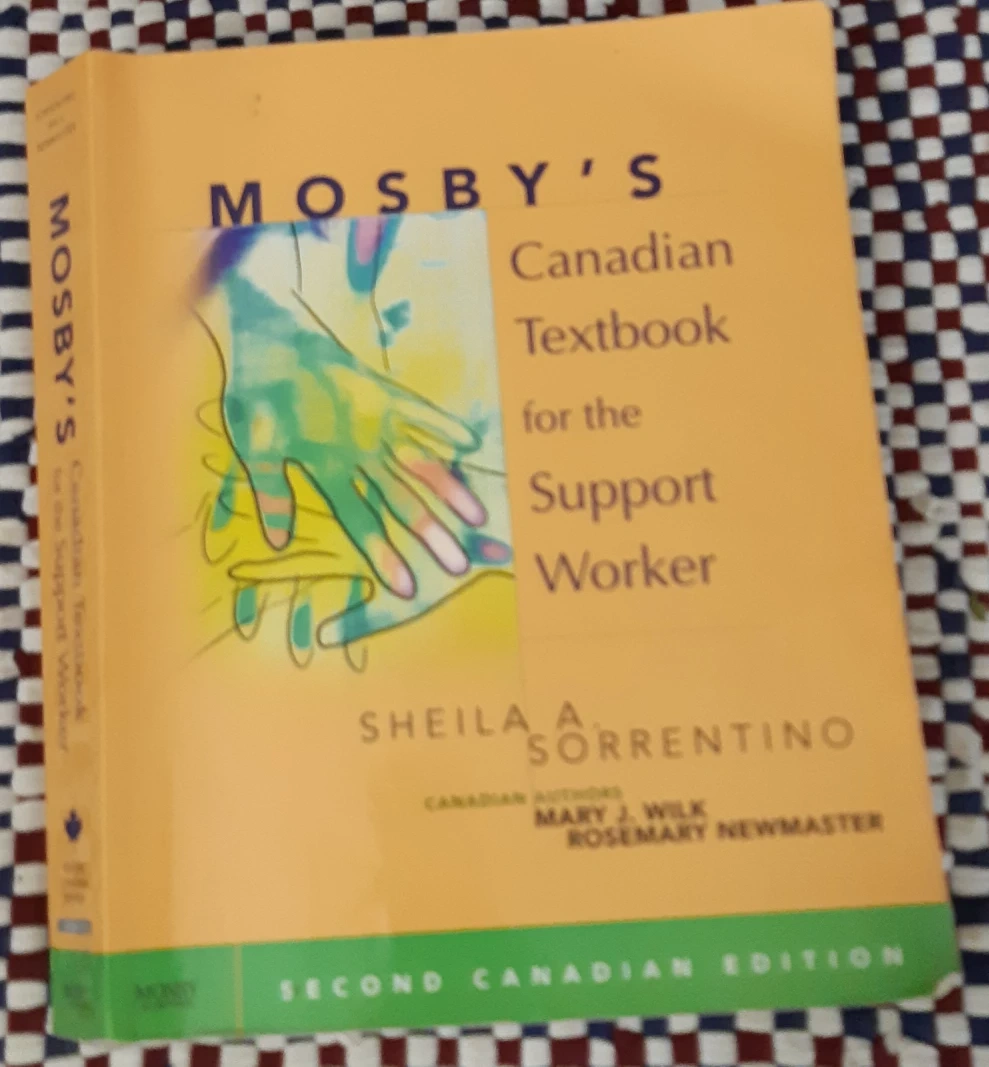 MOSBY'S
Canadian
Textbook
for the
Support
Worker
SHEILA A.
SORRENTINO
CANADIAN AUTHORS
MARY J. WILK
ROSEMARY NEWMASTER
SECOND CANADIAN EDITION
MOSBY
MOSBY'S
Canadian Textbook
for the Support Worker